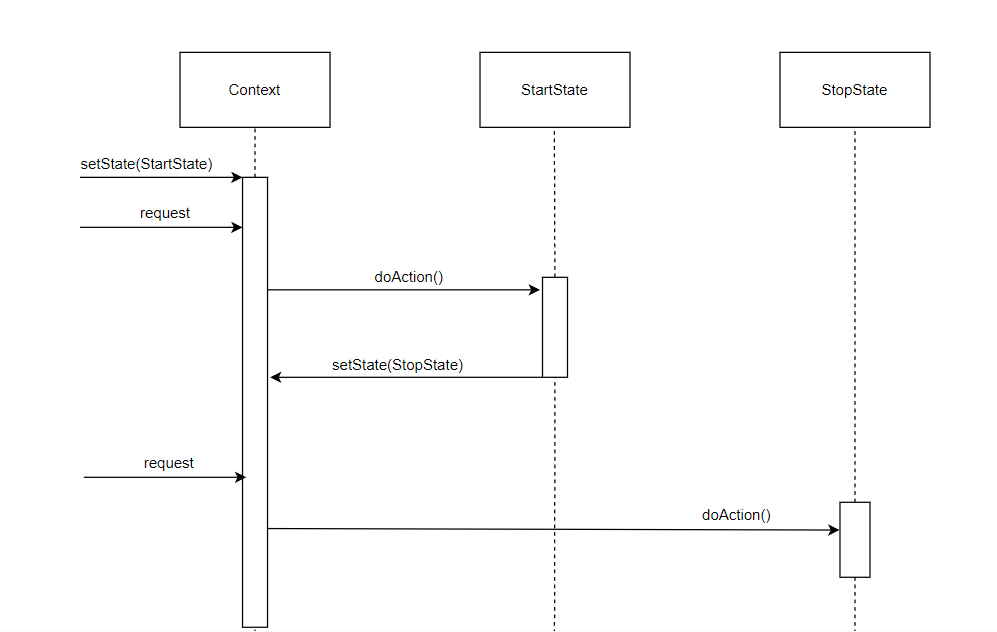 Context
StartState
StopState
setState(StartState)
request
doAction()
setState(StopState)
request
doAction()